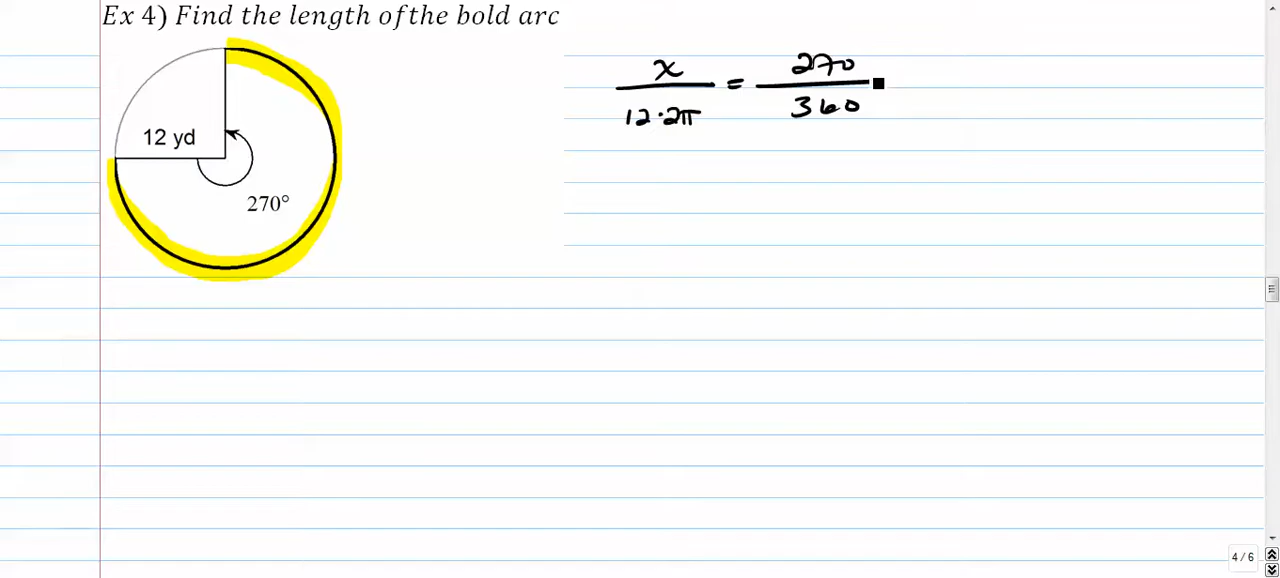 Ex 4) Find the length of the bold arc
x/12·2π = 270/360
12 yd
270°
4 / 6